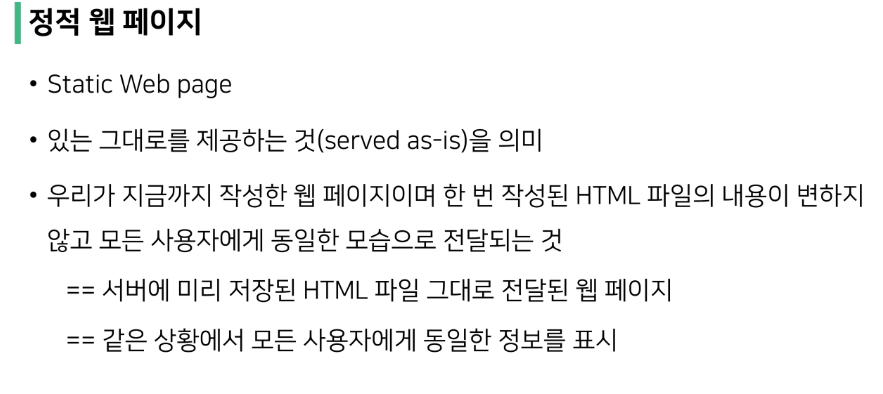 정적 웹 페이지
• Static Web page
• 있는 그대로를 제공하는 것(served as-is)을 의미
• 우리가 지금까지 작성한 웹 페이지이며 한 번 작성된 HTML 파일의 내용이 변하지
않고 모든 사용자에게 동일한 모습으로 전달되는 것
== 서버에 미리 저장된 HTML 파일 그대로 전달된 웹 페이지
== 같은 상황에서 모든 사용자에게 동일한 정보를 표시